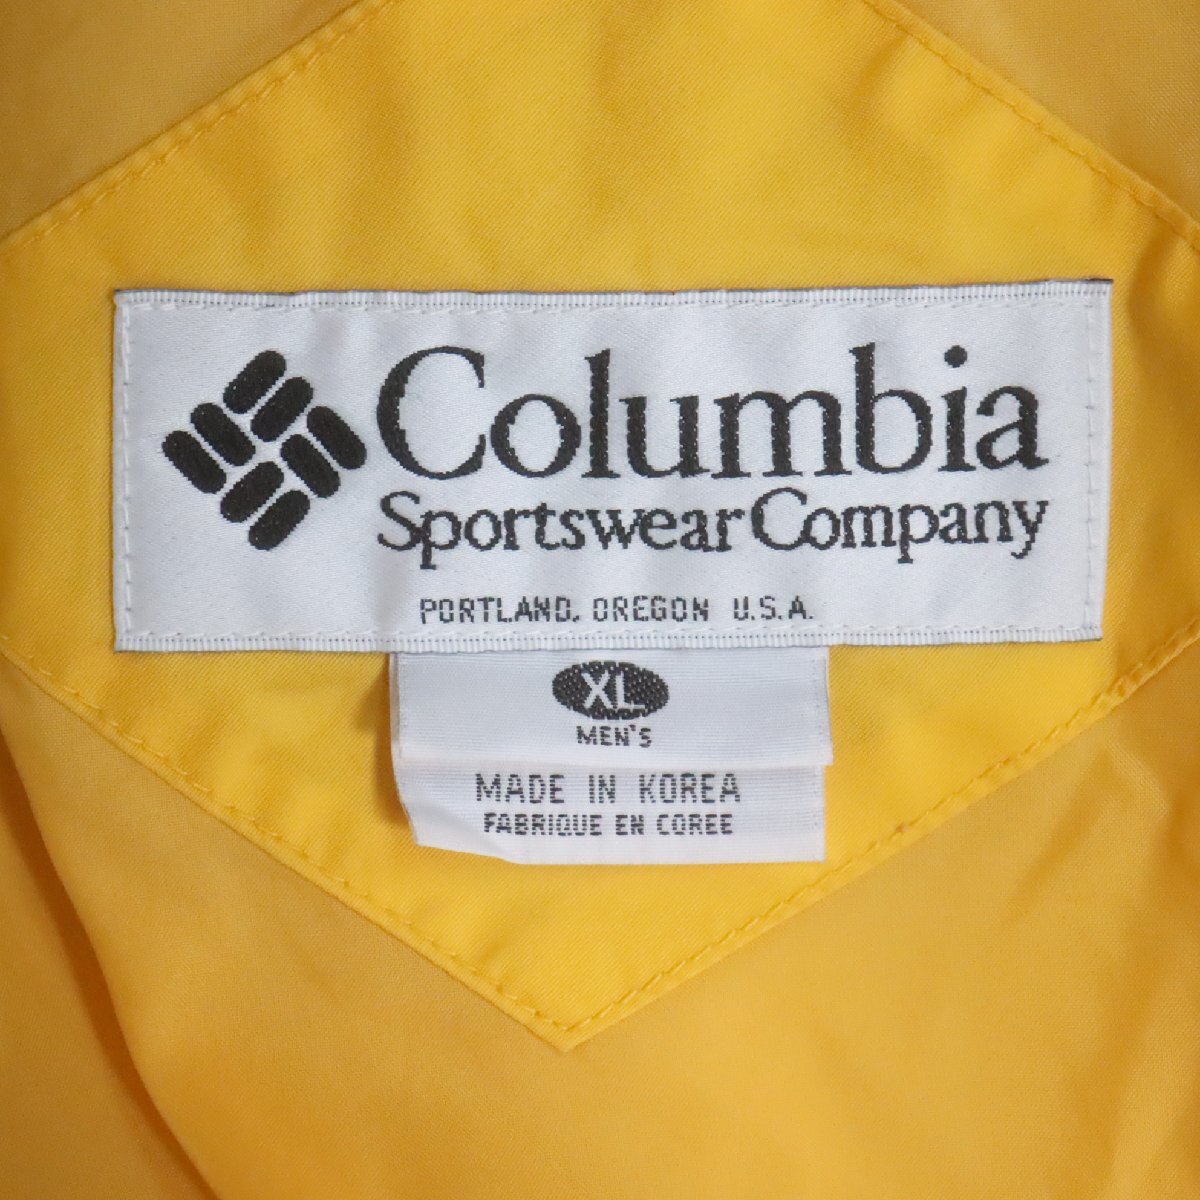 Columbia
Sportswear Company
PORTLAND, OREGON U.S.A.
XL
MEN'S
MADE IN KOREA
FABRIQUE EN COREE